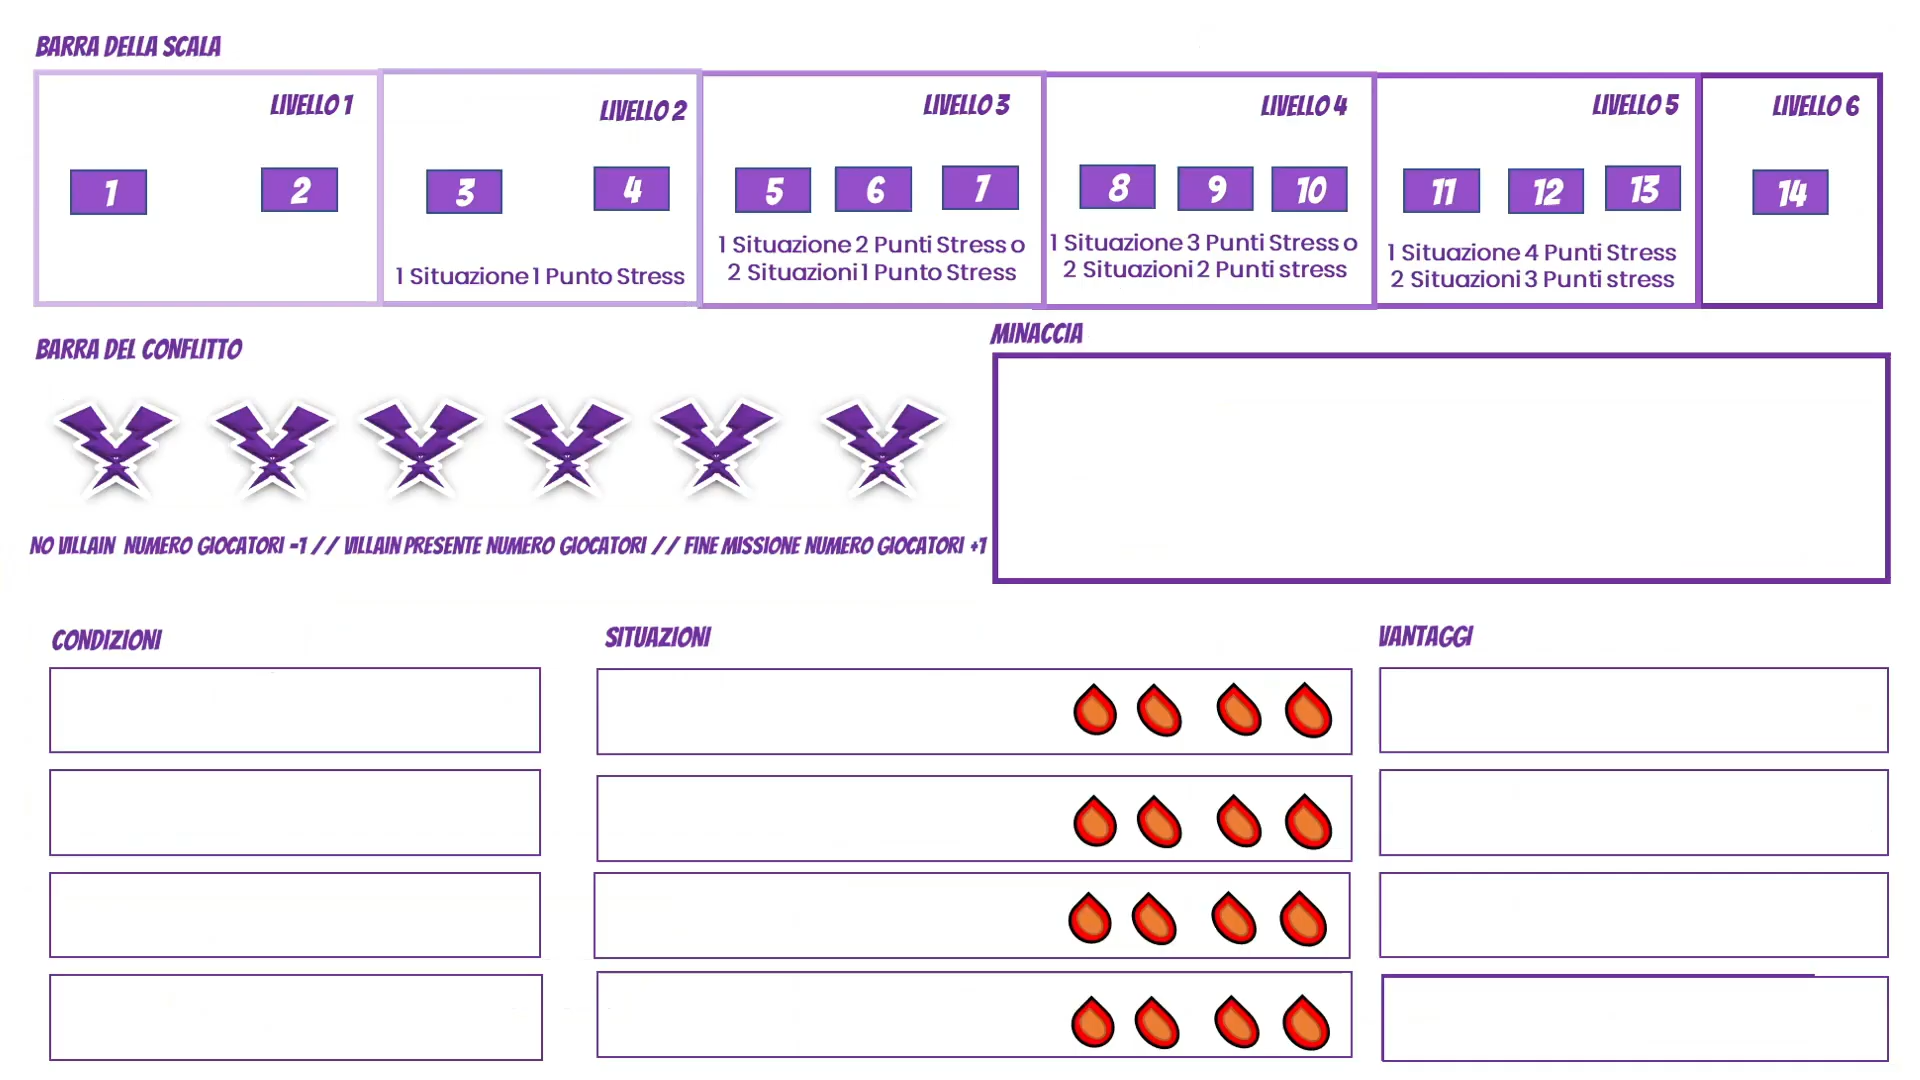 BARRA DELLA SCALA
LIVELLO 1
LIVELLO 2
LIVELLO 3
LIVELLO 4
LIVELLO 5
LIVELLO 6
1
2
3
4
5
6
7
8
9
10
11
12
13
14
1 Situazione 1 Punto Stress
1 Situazione 2 Punti Stress o
2 Situazioni 1 Punto Stress
1 Situazione 3 Punti Stress o
2 Situazioni 2 Punti stress
1 Situazione 4 Punti Stress
2 Situazioni 3 Punti stress
BARRA DEL CONFLITTO
MINACCIA
NO VILLAIN NUMERO GIOCATORI -1 // VILLAIN PRESENTE NUMERO GIOCATORI // FINE MISSIONE NUMERO GIOCATORI +1
CONDIZIONI
SITUAZIONI
VANTAGGI